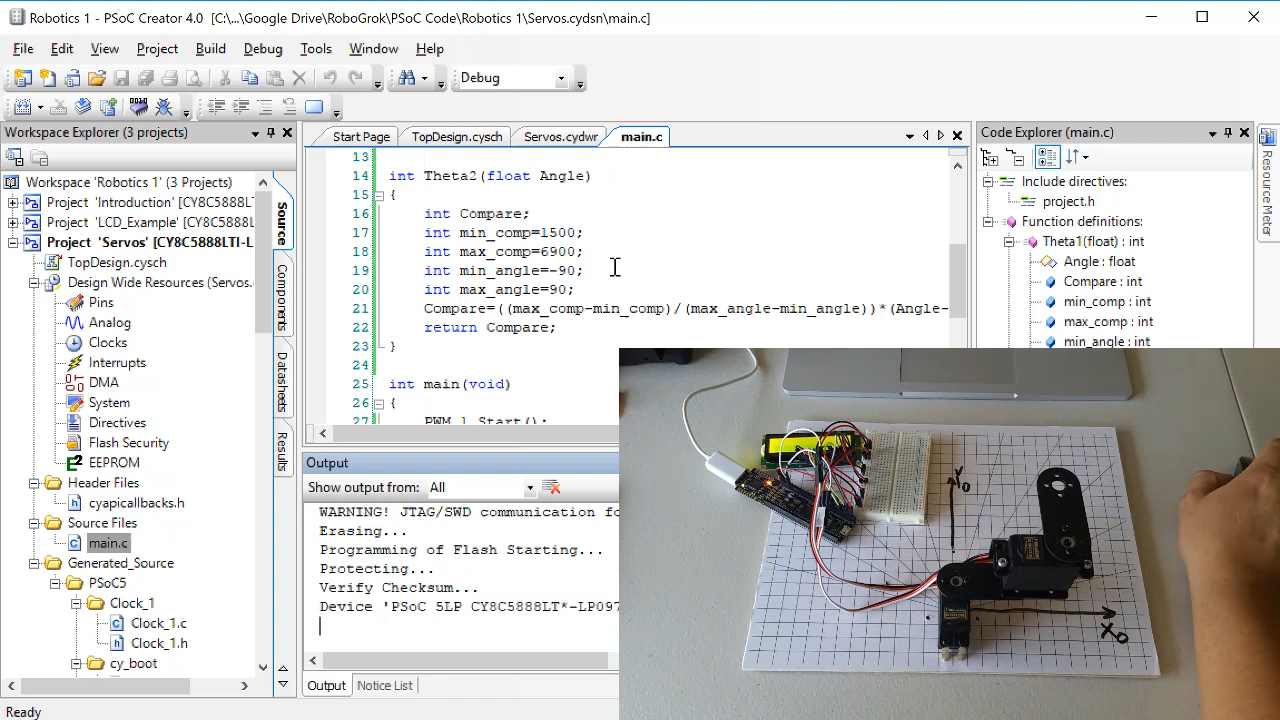 Robotics 1 - PSoC Creator 4.0 [C:\...\Google Drive\RoboGrok\PSoC Code\Robotics 1\Servos.cydsn\main.c]
File Edit View Project Build Debug Tools Window Help
Debug
Workspace Explorer (3 projects)
Workspace 'Robotics 1' (3 Projects)
Project 'Introduction' [CY8C5888LT
Project 'LCD_Example' [CY8C5888LT
Project 'Servos' [CY8C5888LTI-L
TopDesign.cysch
Design Wide Resources (Servos.
Pins
Analog
Clocks
Interrupts
DMA
System
Directives
Flash Security
EEPROM
Header Files
cyapicallbacks.h
Source Files
main.c
Generated_Source
PSoC5
Clock_1
Clock_1.c
Clock_1.h
cy_boot
Source
Components
Datasheets
Results
Start Page TopDesign.cysch Servos.cydwr main.c
13
14 int Theta2(float Angle)
15 {
16 int Compare;
17 int min_comp=1500;
18 int max_comp=6900;
19 int min_angle=-90;
20 int max_angle=90;
21 Compare=((max_comp-min_comp)/(max_angle-min_angle))*(Angle-
22 return Compare;
23 }
24
25 int main(void)
26 {
27 PWM_1_Start();
Output
Show output from: All
WARNING! JTAG/SWD communication fo
Erasing...
Programming of Flash Starting...
Protecting...
Verify Checksum...
Device 'PSoC 5LP CY8C5888LT*-LP097
Output Notice List
Code Explorer (main.c)
Include directives:
project.h
Function definitions:
Theta1(float) : int
Angle : float
Compare : int
min_comp : int
max_comp : int
min_angle : int
Resource Meter
Y0
X0
Ready